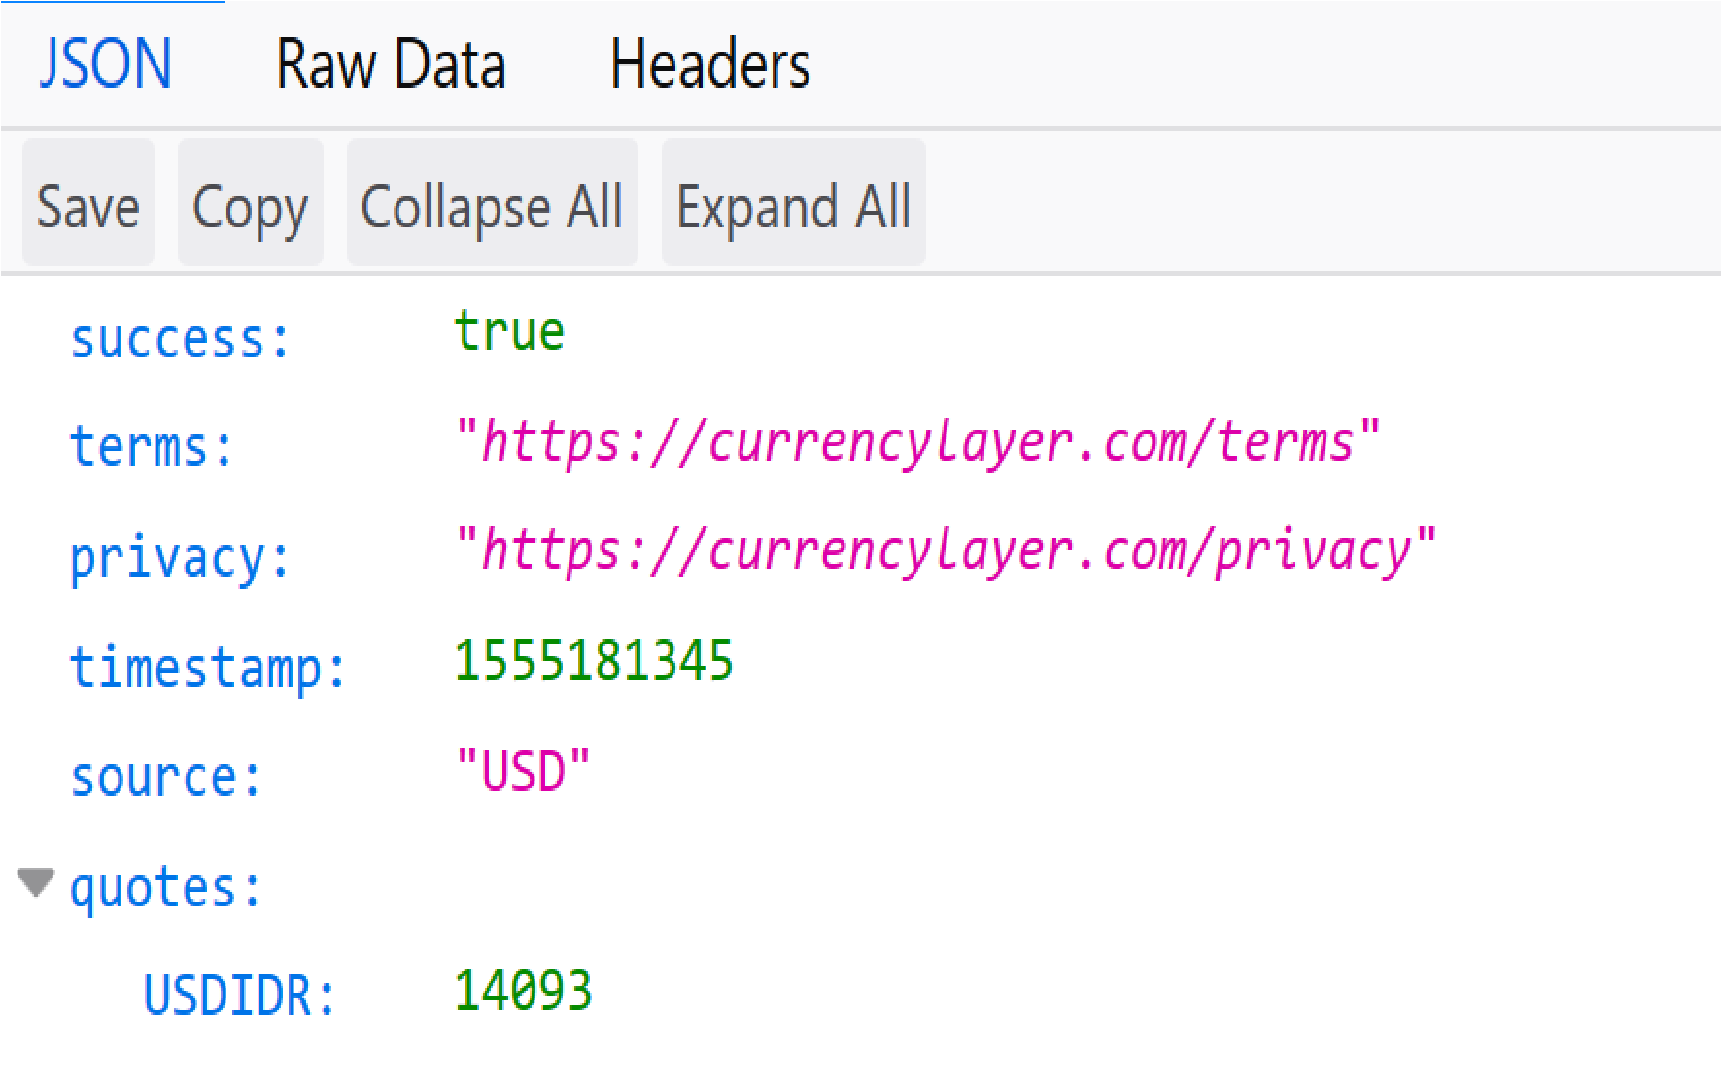 JSON Raw Data Headers
Save Copy Collapse All Expand All
success: true
terms: "https://currencylayer.com/terms"
privacy: "https://currencylayer.com/privacy"
timestamp: 1555181345
source: "USD"
quotes:
USDIDR: 14093